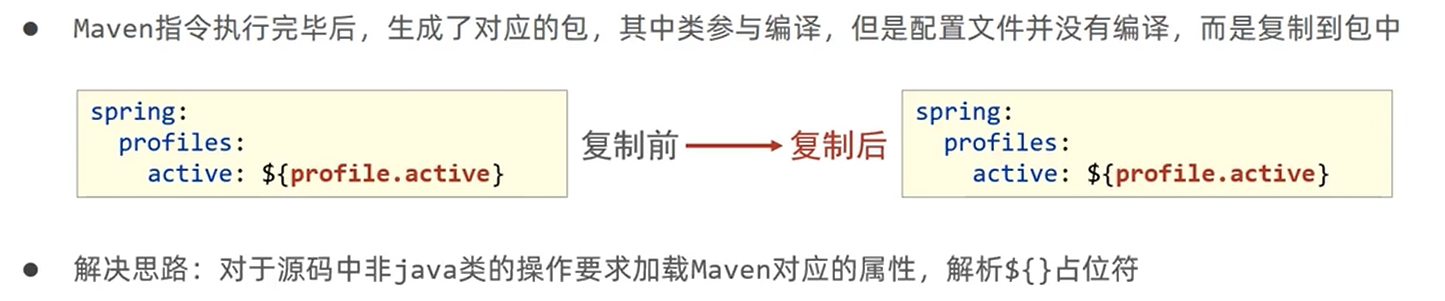 ● Maven指令执行完毕后，生成了对应的包，其中类参与编译，但是配置文件并没有编译，而是复制到包中
spring:
  profiles:
    active: ${profile.active}
复制前
复制后
spring:
  profiles:
    active: ${profile.active}
● 解决思路：对于源码中非java类的操作要求加载Maven对应的属性，解析${}占位符